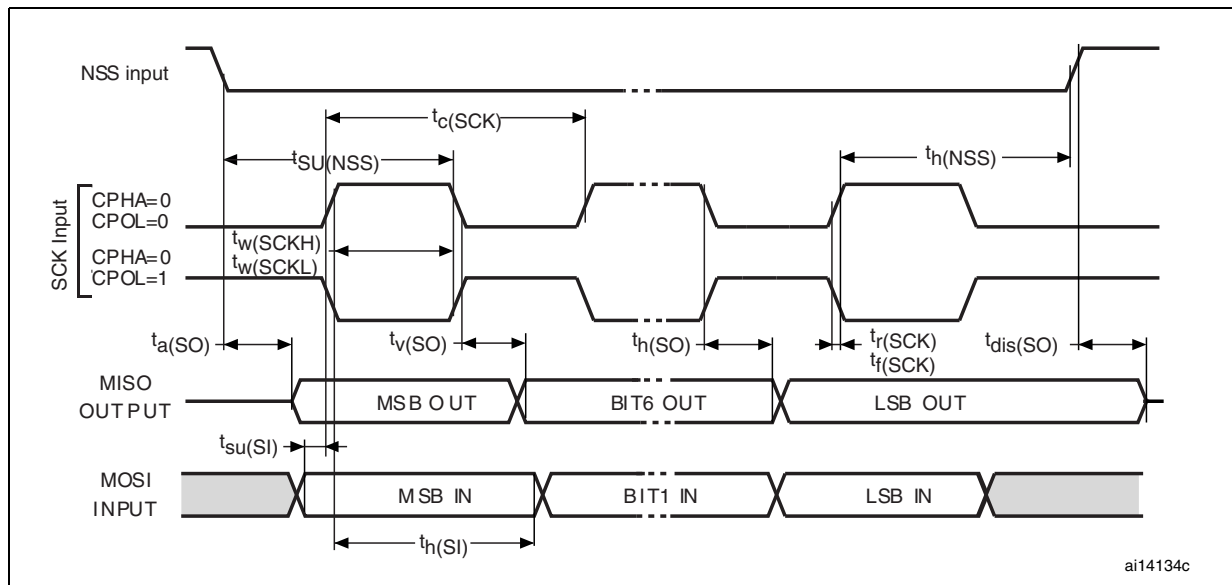 NSS input
tc(SCK)
tSU(NSS)
th(NSS)
SCK Input
CPHA=0
CPOL=0
tw(SCKH)
CPHA=0
tw(SCKL)
CPOL=1
ta(SO)
tv(SO)
th(SO)
tr(SCK)
tf(SCK)
tdis(SO)
MISO
OUTPUT
MSB OUT
BIT6 OUT
LSB OUT
tsu(SI)
MOSI
INPUT
MSB IN
BIT1 IN
LSB IN
th(SI)
ai14134c